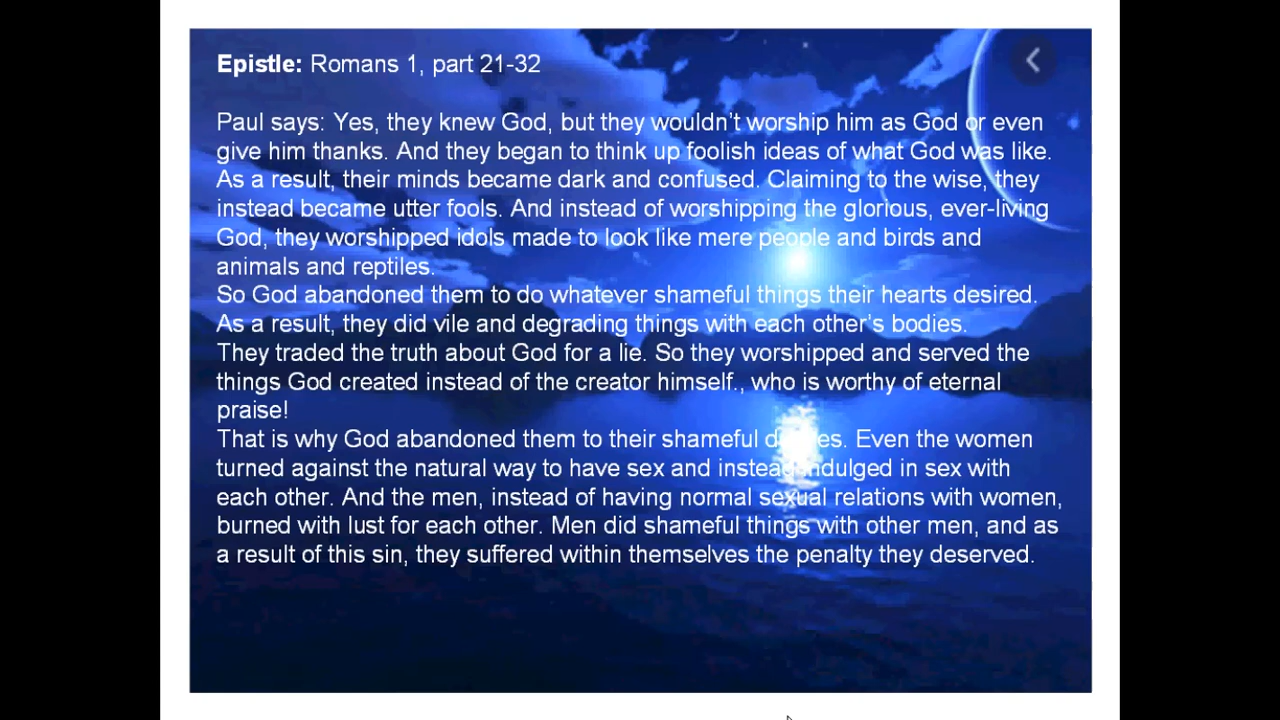 Epistle: Romans 1, part 21-32
Paul says: Yes, they knew God, but they wouldn't worship him as God or even
give him thanks. And they began to think up foolish ideas of what God was like.
As a result, their minds became dark and confused. Claiming to the wise, they
instead became utter fools. And instead of worshipping the glorious, ever-living
God, they worshipped idols made to look like mere people and birds and
animals and reptiles.
So God abandoned them to do whatever shameful things their hearts desired.
As a result, they did vile and degrading things with each other's bodies.
They traded the truth about God for a lie. So they worshipped and served the
things God created instead of the creator himself., who is worthy of eternal
praise!
That is why God abandoned them to their shameful desires. Even the women
turned against the natural way to have sex and instead indulged in sex with
each other. And the men, instead of having normal sexual relations with women,
burned with lust for each other. Men did shameful things with other men, and as
a result of this sin, they suffered within themselves the penalty they deserved.